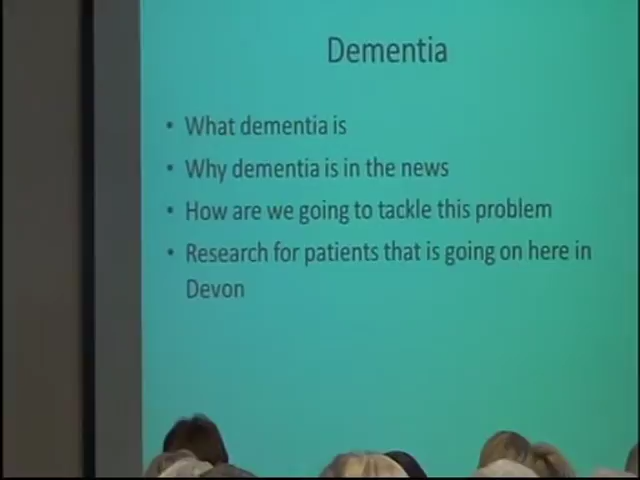 Dementia
• What dementia is
• Why dementia is in the news
• How are we going to tackle this problem
• Research for patients that is going on here in
Devon